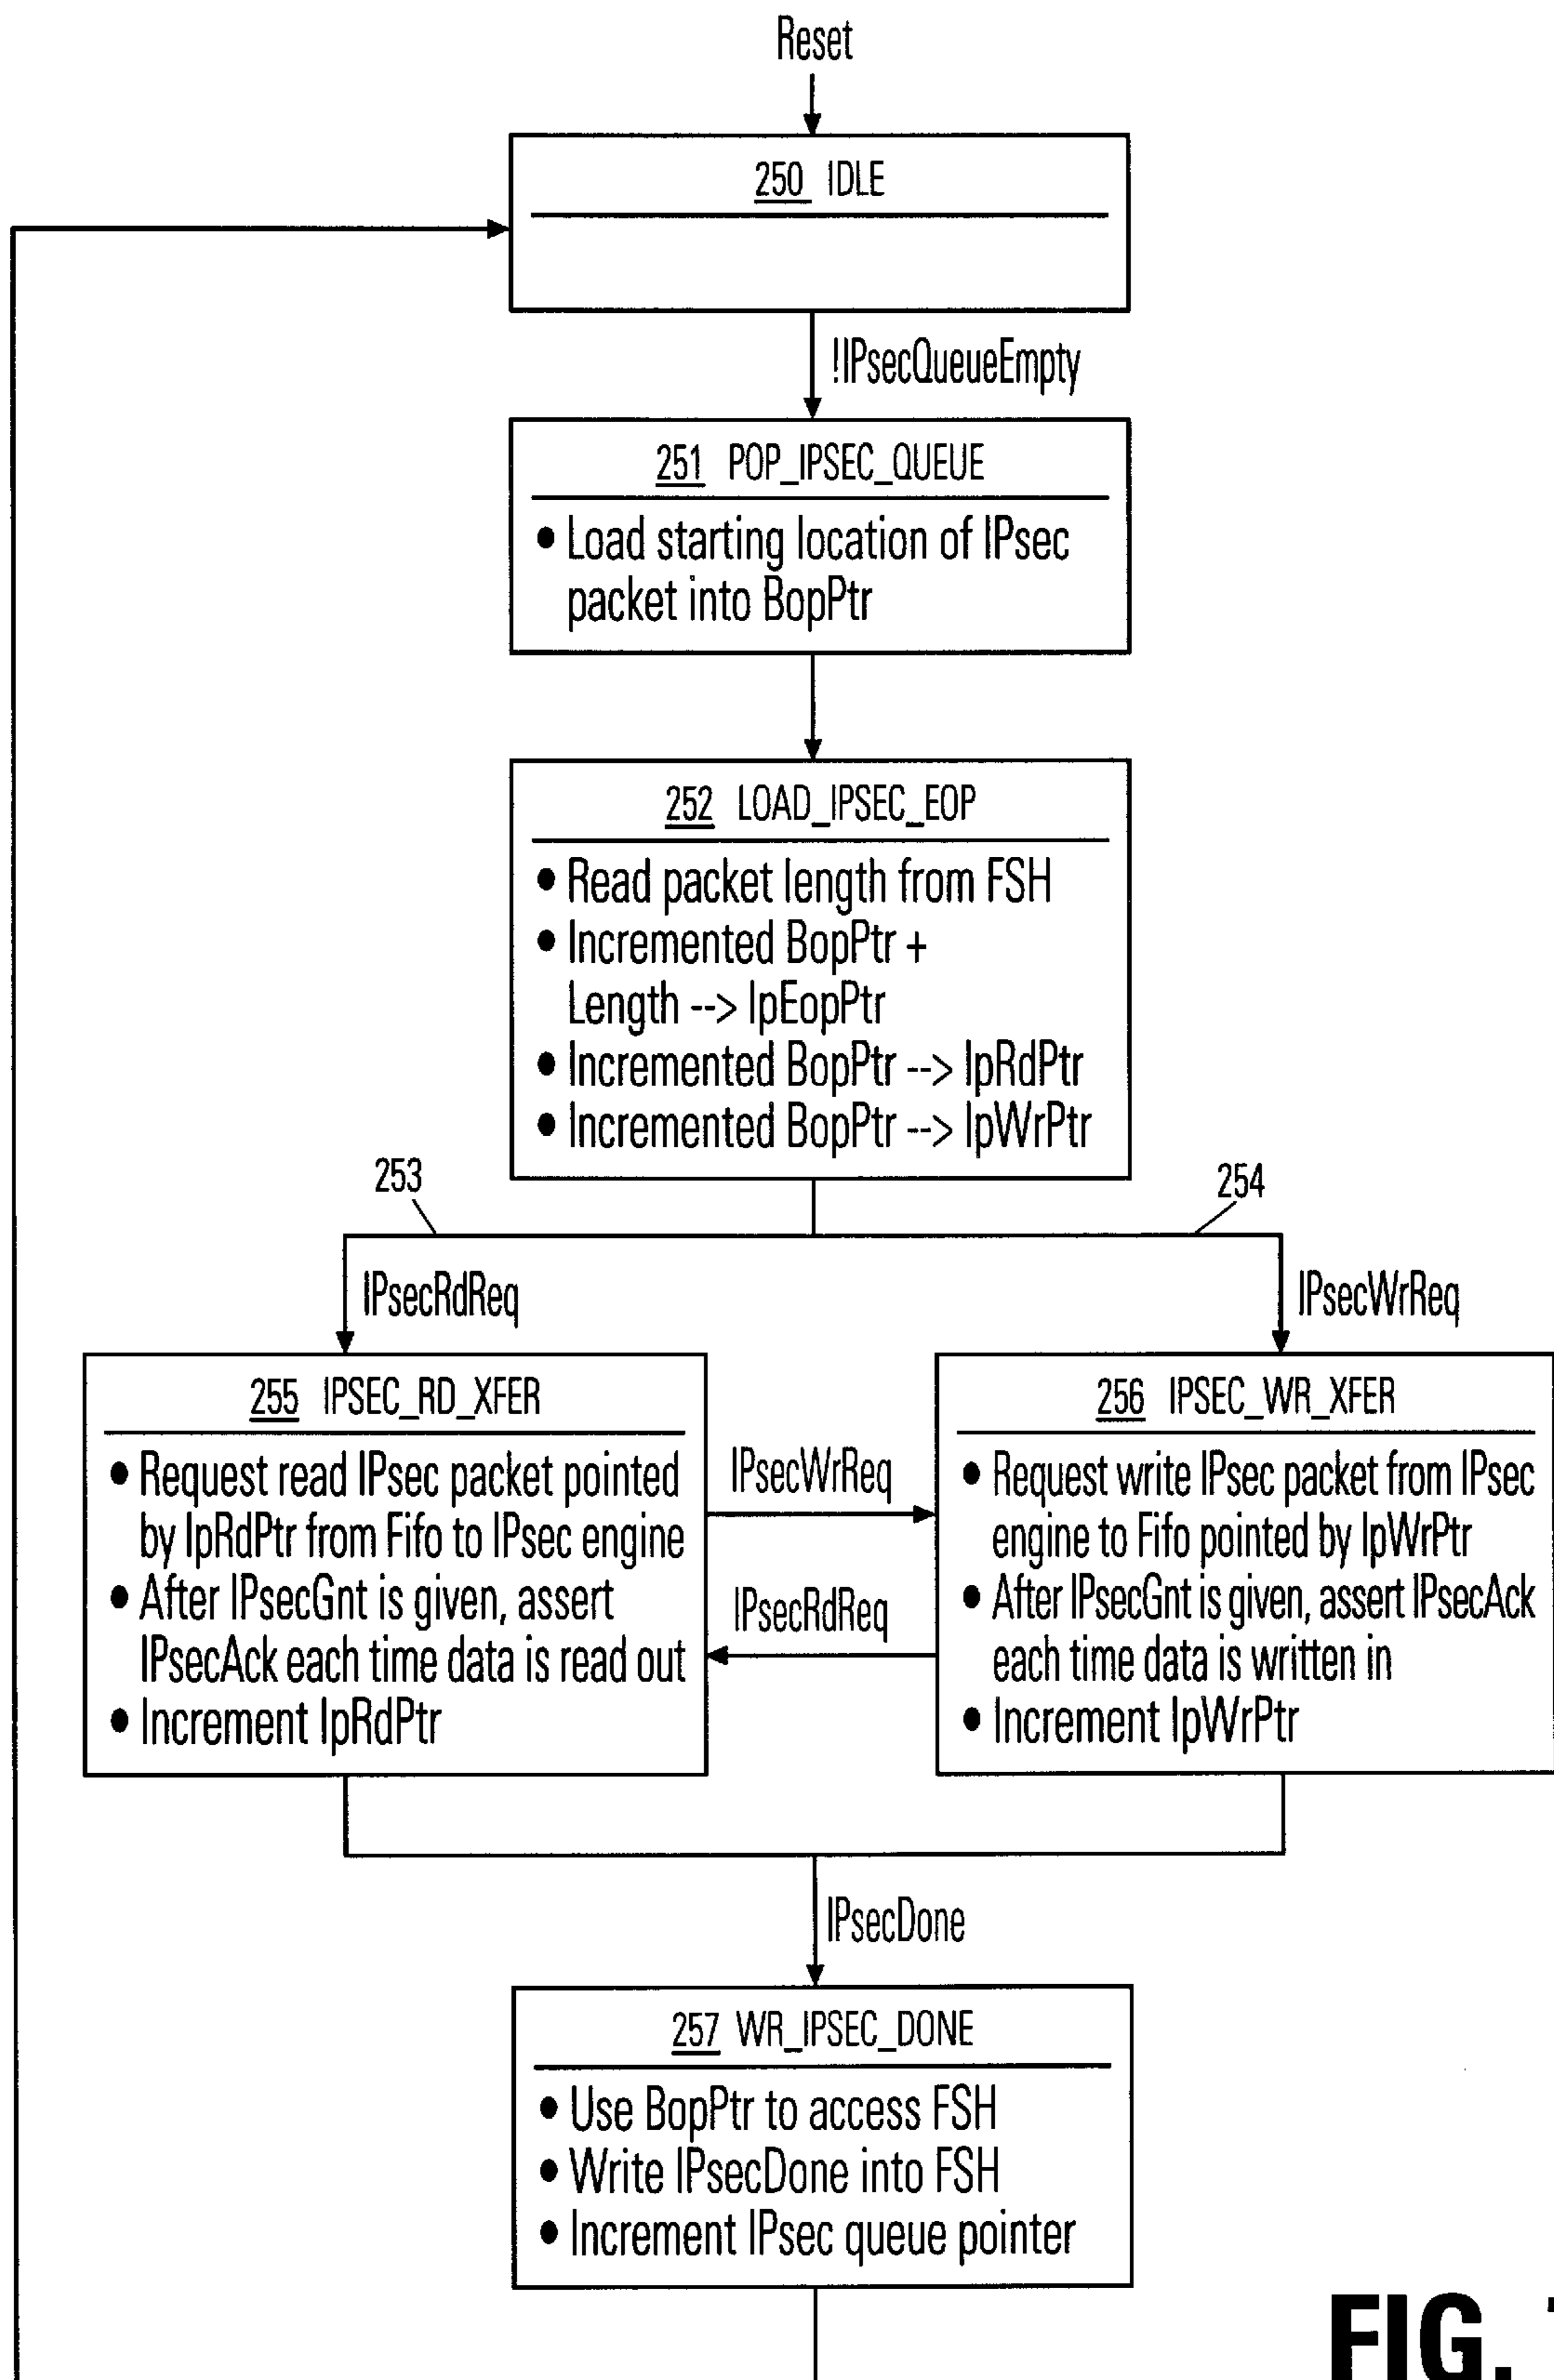 Reset
250 IDLE
!IPsecQueueEmpty
251 POP_IPSEC_QUEUE
• Load starting location of IPsec
packet into BopPtr
252 LOAD_IPSEC_EOP
• Read packet length from FSH
• Incremented BopPtr +
Length --> IpEopPtr
• Incremented BopPtr --> IpRdPtr
• Incremented BopPtr --> IpWrPtr
253
254
IPsecRdReq
IPsecWrReq
255 IPSEC_RD_XFER
• Request read IPsec packet pointed
by IpRdPtr from Fifo to IPsec engine
• After IPsecGnt is given, assert
IPsecAck each time data is read out
• Increment IpRdPtr
IPsecWrReq
IPsecRdReq
256 IPSEC_WR_XFER
• Request write IPsec packet from IPsec
engine to Fifo pointed by IpWrPtr
• After IPsecGnt is given, assert IPsecAck
each time data is written in
• Increment IpWrPtr
IPsecDone
257 WR_IPSEC_DONE
• Use BopPtr to access FSH
• Write IPsecDone into FSH
• Increment IPsec queue pointer
FIG.